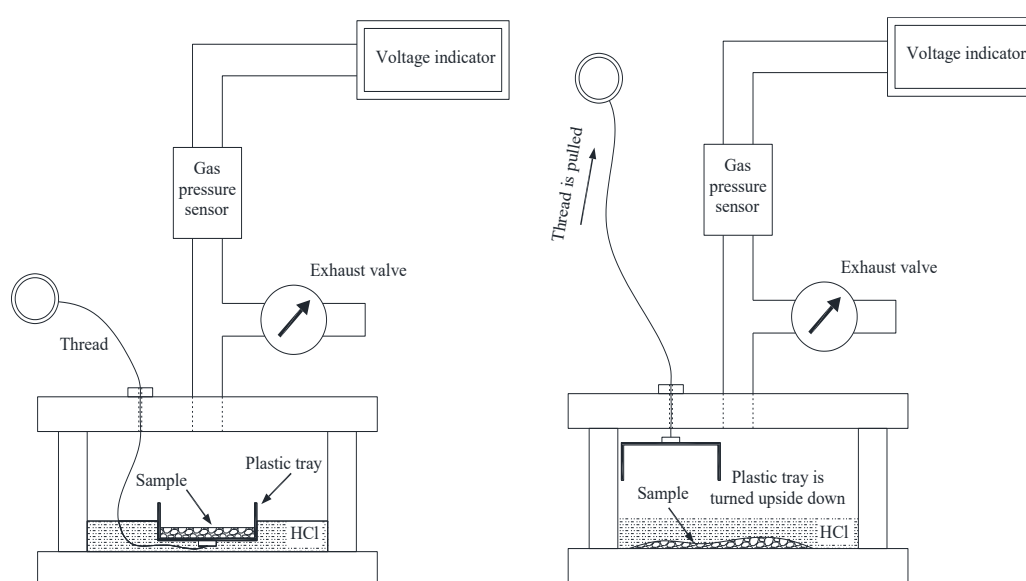 Voltage indicator
Gas
pressure
sensor
Exhaust valve
Thread
Plastic tray
Sample
HCl
Voltage indicator
Thread is pulled
Gas
pressure
sensor
Exhaust valve
Plastic tray is
turned upside down
Sample
HCl